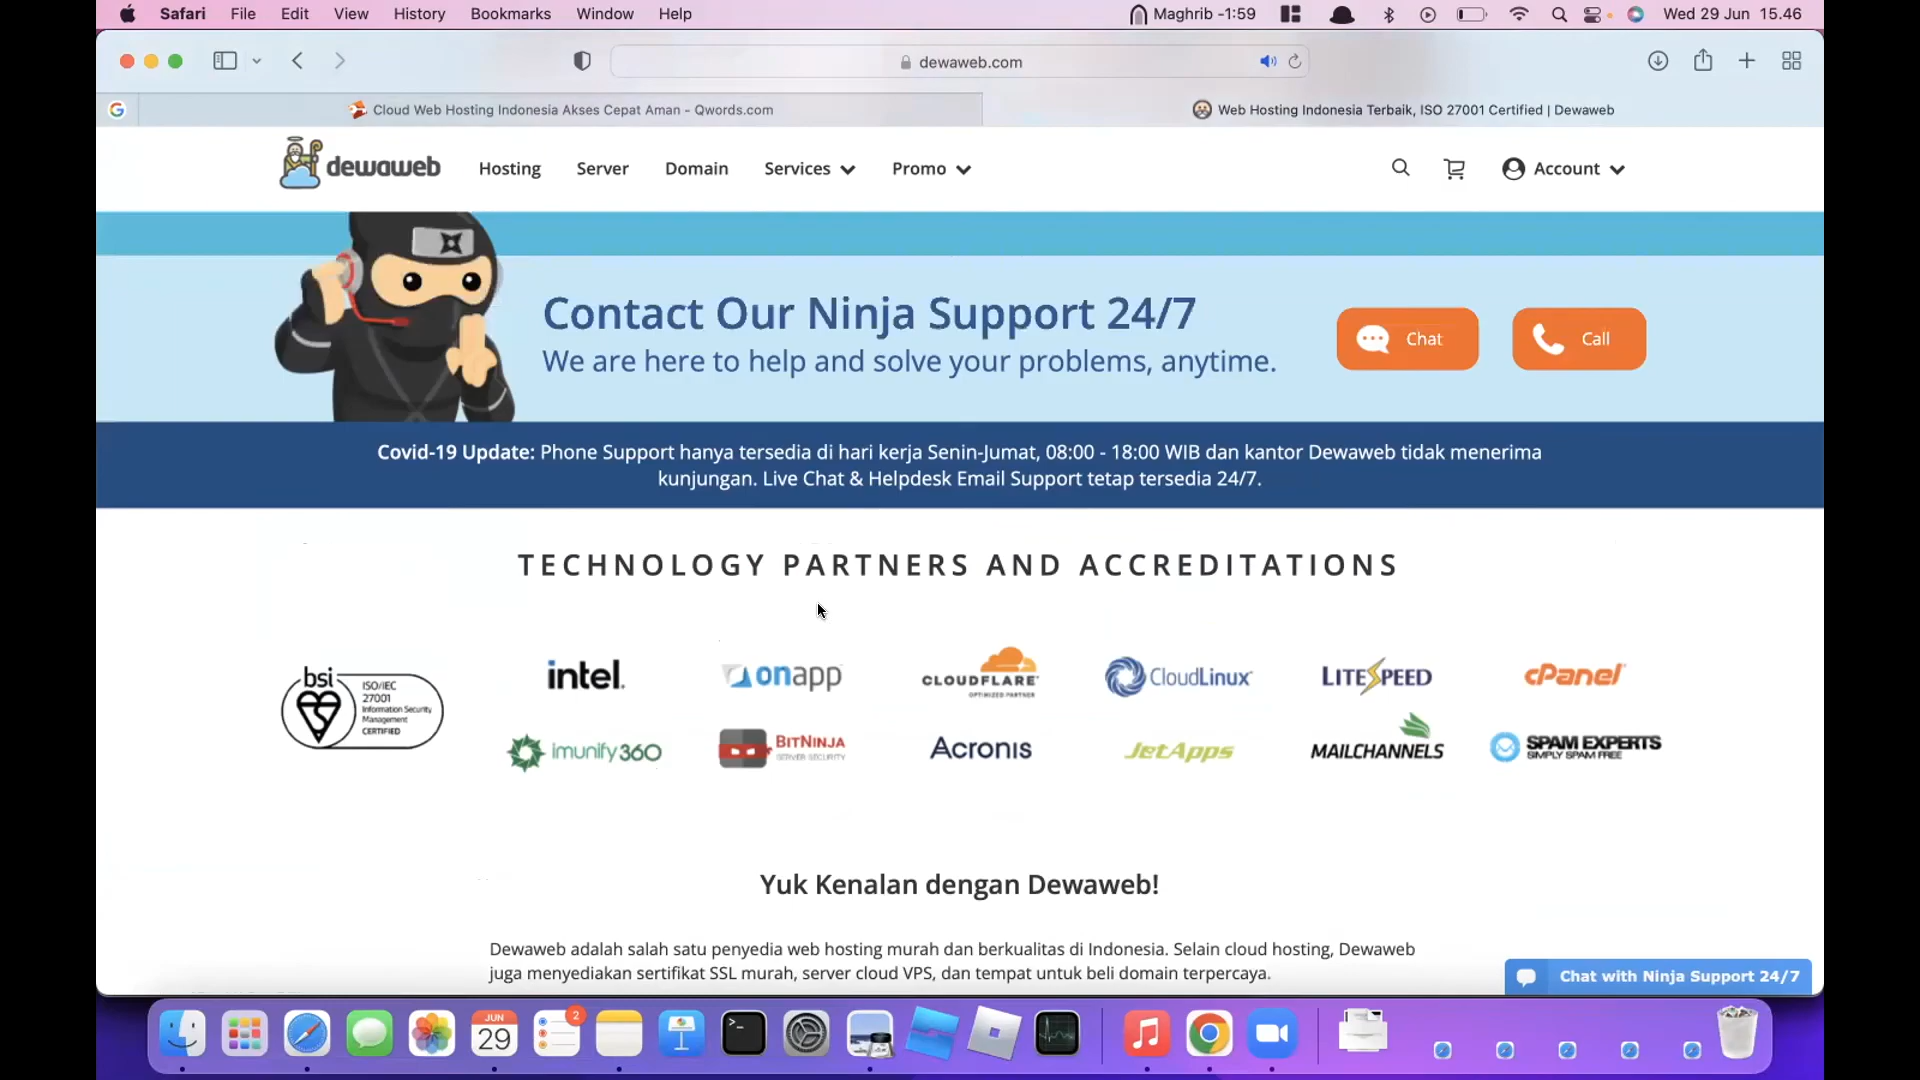 Safari File Edit View History Bookmarks Window Help Maghrib -1:59 Wed 29 Jun 15.46
dewaweb.com
Cloud Web Hosting Indonesia Akses Cepat Aman - Qwords.com
Web Hosting Indonesia Terbaik, ISO 27001 Certified | Dewaweb
dewaweb Hosting Server Domain Services Promo Account
Contact Our Ninja Support 24/7
We are here to help and solve your problems, anytime.
Chat
Call
Covid-19 Update: Phone Support hanya tersedia di hari kerja Senin-Jumat, 08:00 - 18:00 WIB dan kantor Dewaweb tidak menerima
kunjungan. Live Chat & Helpdesk Email Support tetap tersedia 24/7.
TECHNOLOGY PARTNERS AND ACCREDITATIONS
bsi
ISO/IEC
27001
Information Security
Management
CERTIFIED
intel.
onapp
CLOUDFLARE
OPTIMIZED PARTNER
CloudLinux
LITESPEED
cPanel
imunify360
BITNINJA
SERVER SECURITY
Acronis
JetApps
MAILCHANNELS
SPAM EXPERTS
SIMPLY SPAM FREE
Yuk Kenalan dengan Dewaweb!
Dewaweb adalah salah satu penyedia web hosting murah dan berkualitas di Indonesia. Selain cloud hosting, Dewaweb
juga menyediakan sertifikat SSL murah, server cloud VPS, dan tempat untuk beli domain terpercaya.
Chat with Ninja Support 24/7
JUN
29
2